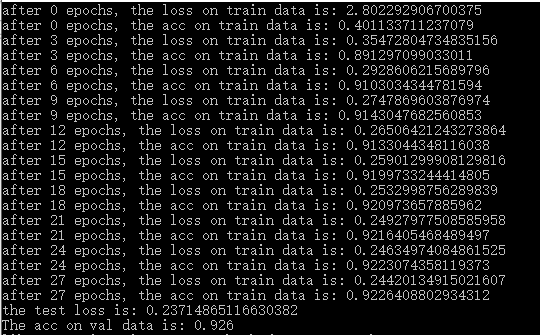 after 0 epochs, the loss on train data is: 2.802292906700375
after 0 epochs, the acc on train data is: 0.401133711237079
after 3 epochs, the loss on train data is: 0.35472804734835156
after 3 epochs, the acc on train data is: 0.891297099033011
after 6 epochs, the loss on train data is: 0.2928606215689796
after 6 epochs, the acc on train data is: 0.9103034344781594
after 9 epochs, the loss on train data is: 0.2747869603876974
after 9 epochs, the acc on train data is: 0.9143047682560853
after 12 epochs, the loss on train data is: 0.26506421243273864
after 12 epochs, the acc on train data is: 0.9133044348116038
after 15 epochs, the loss on train data is: 0.25901299908129816
after 15 epochs, the acc on train data is: 0.9199733244414805
after 18 epochs, the loss on train data is: 0.2532998756289839
after 18 epochs, the acc on train data is: 0.920973657885962
after 21 epochs, the loss on train data is: 0.24927977508585958
after 21 epochs, the acc on train data is: 0.9216405468489497
after 24 epochs, the loss on train data is: 0.24634974084861525
after 24 epochs, the acc on train data is: 0.9223074358119373
after 27 epochs, the loss on train data is: 0.24420134915021607
after 27 epochs, the acc on train data is: 0.9226408802934312
the test loss is: 0.23714865116630382
The acc on val data is: 0.926